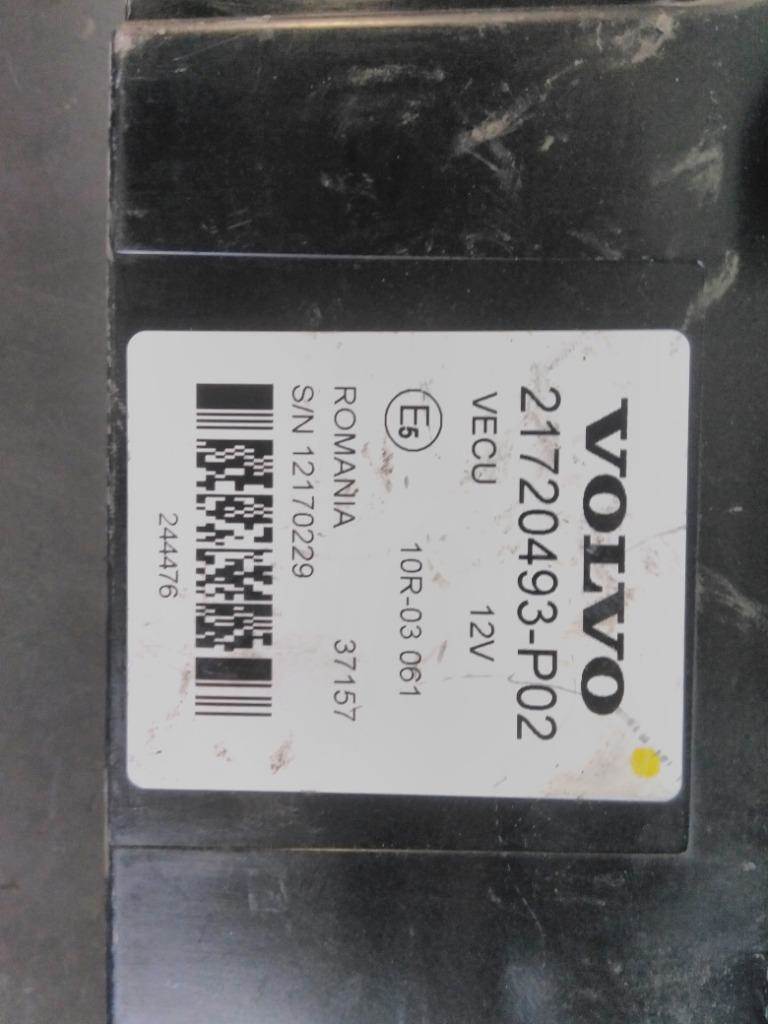 VOLVO
21720493-P02
VECU 12V
E5 10R-03 061
ROMANIA 37157
S/N 12170229
244476